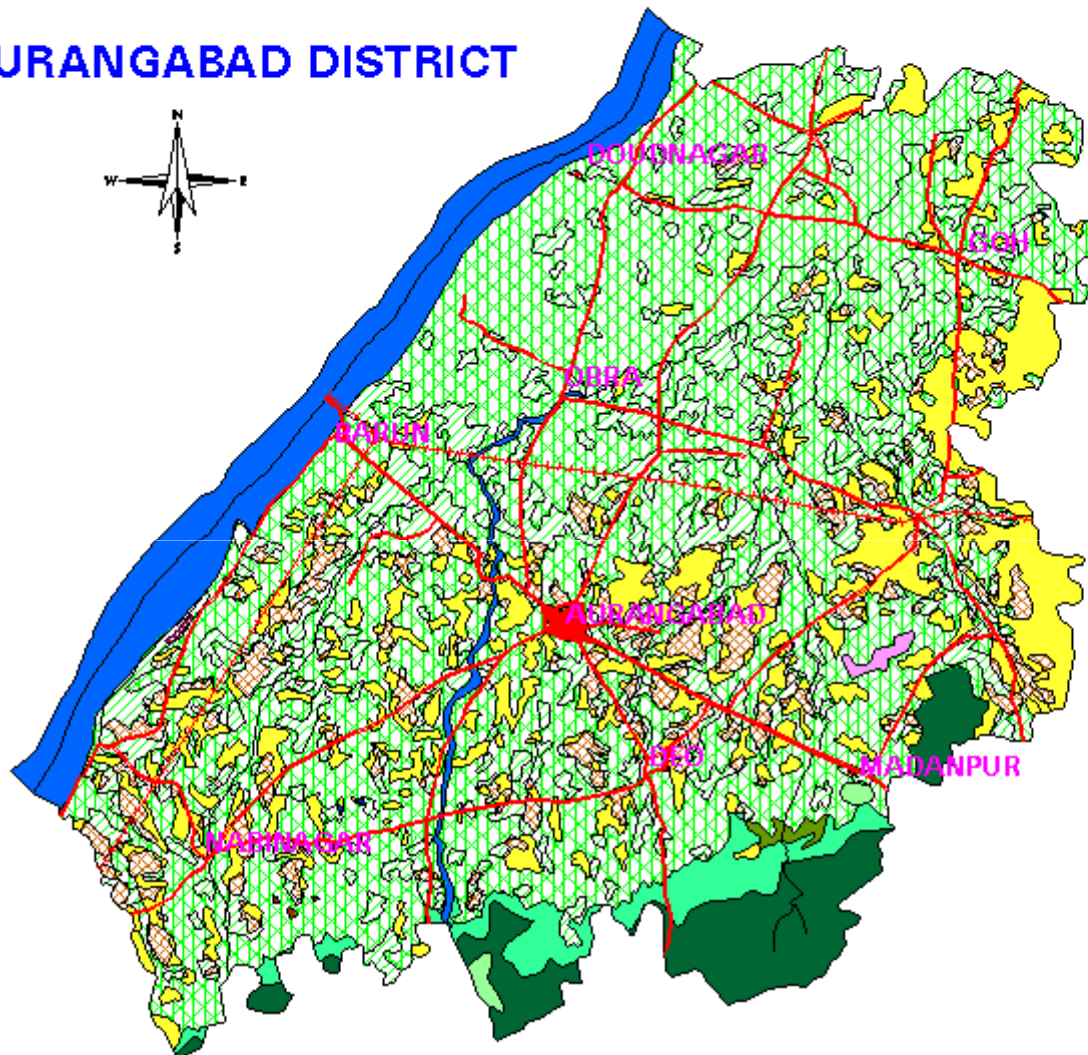 URANGABAD DISTRICT
N
W E
S
DOUDNAGAR
GOH
OBRA
BARUN
AURANGABAD
DEO
MADANPUR
NABINAGAR